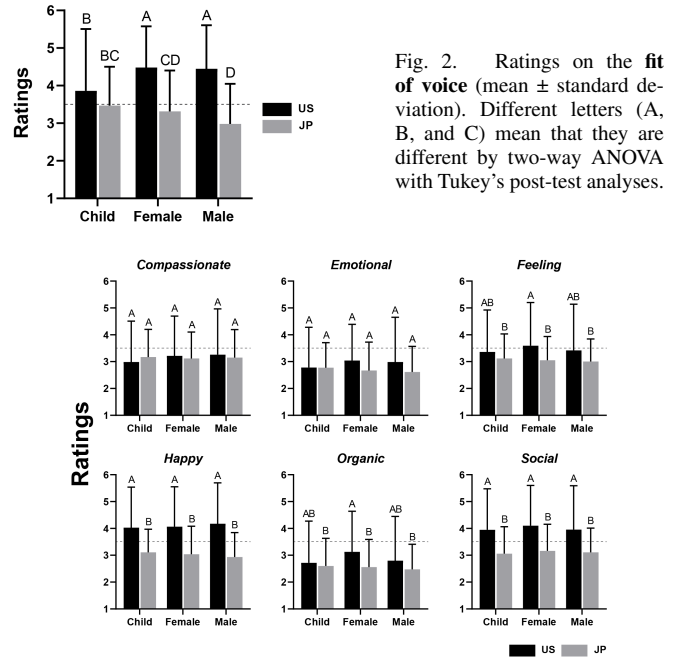 6
5
4
3
2
1
Ratings
B
BC
A
CD
A
D
Child Female Male
US
JP
Fig. 2. Ratings on the fit
of voice (mean ± standard de-
viation). Different letters (A,
B, and C) mean that they are
different by two-way ANOVA
with Tukey's post-test analyses.
Ratings
Compassionate
6
5
4
3
2
1
A A A A A A
Child Female Male
Emotional
6
5
4
3
2
1
A A A A A A
Child Female Male
Feeling
6
5
4
3
2
1
AB B A B AB B
Child Female Male
Happy
6
5
4
3
2
1
A B A B A B
Child Female Male
Organic
6
5
4
3
2
1
AB B A B AB B
Child Female Male
Social
6
5
4
3
2
1
A B A B A B
Child Female Male
US JP